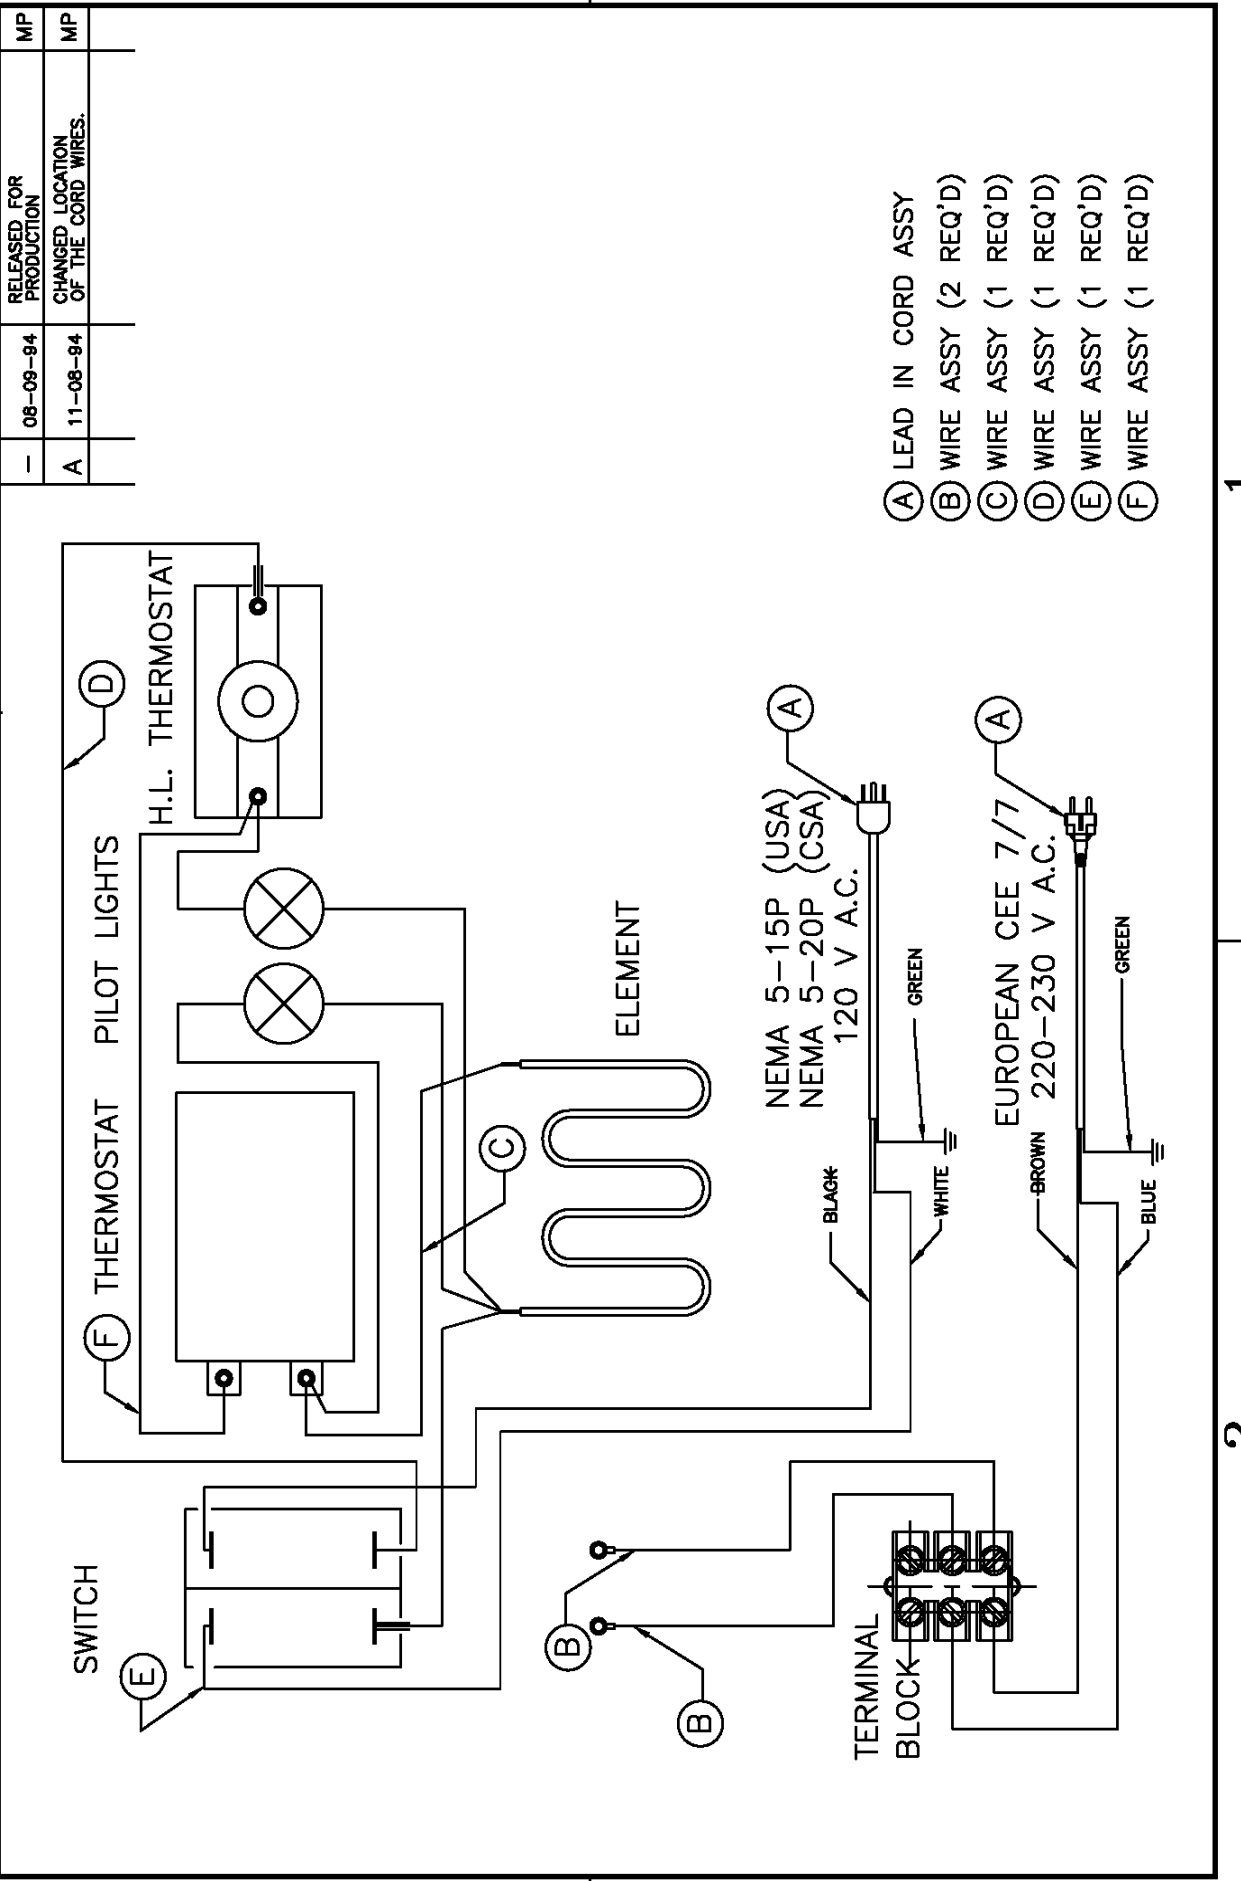 — 08-09-94 RELEASED FOR MP
PRODUCTION
A 11-08-94 CHANGED LOCATION MP
OF THE CORD WIRES.
D
SWITCH
E
F THERMOSTAT
PILOT LIGHTS
H.L. THERMOSTAT
C
ELEMENT
B
B
NEMA 5-15P (USA)
NEMA 5-20P (CSA)
120 V A.C.
A
BLACK
WHITE
GREEN
TERMINAL
BLOCK
EUROPEAN CEE 7/7
220-230 V A.C.
A
BROWN
BLUE
GREEN
A LEAD IN CORD ASSY
B WIRE ASSY (2 REQ'D)
C WIRE ASSY (1 REQ'D)
D WIRE ASSY (1 REQ'D)
E WIRE ASSY (1 REQ'D)
F WIRE ASSY (1 REQ'D)
2
1